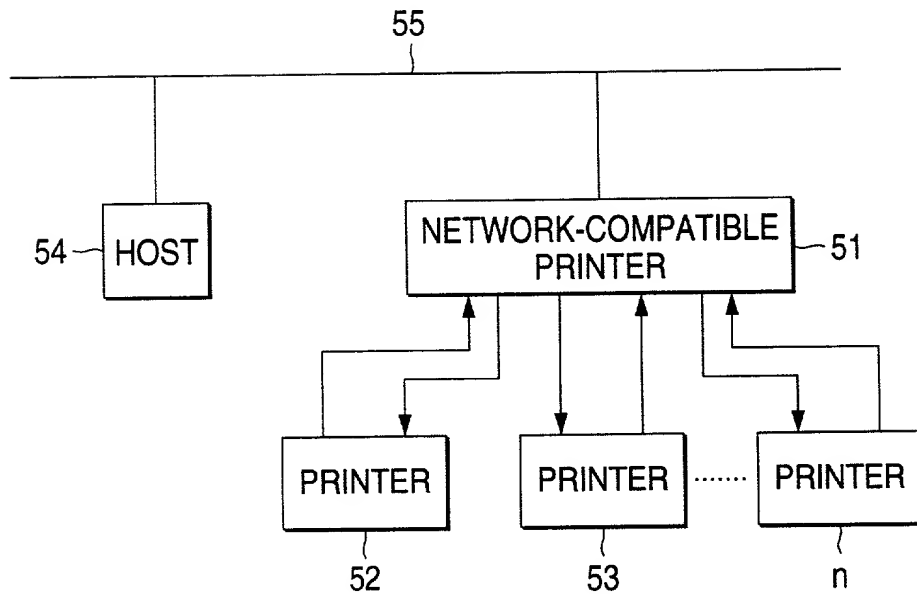 55
54
HOST
NETWORK-COMPATIBLE
PRINTER
51
PRINTER
PRINTER
.......
PRINTER
52
53
n